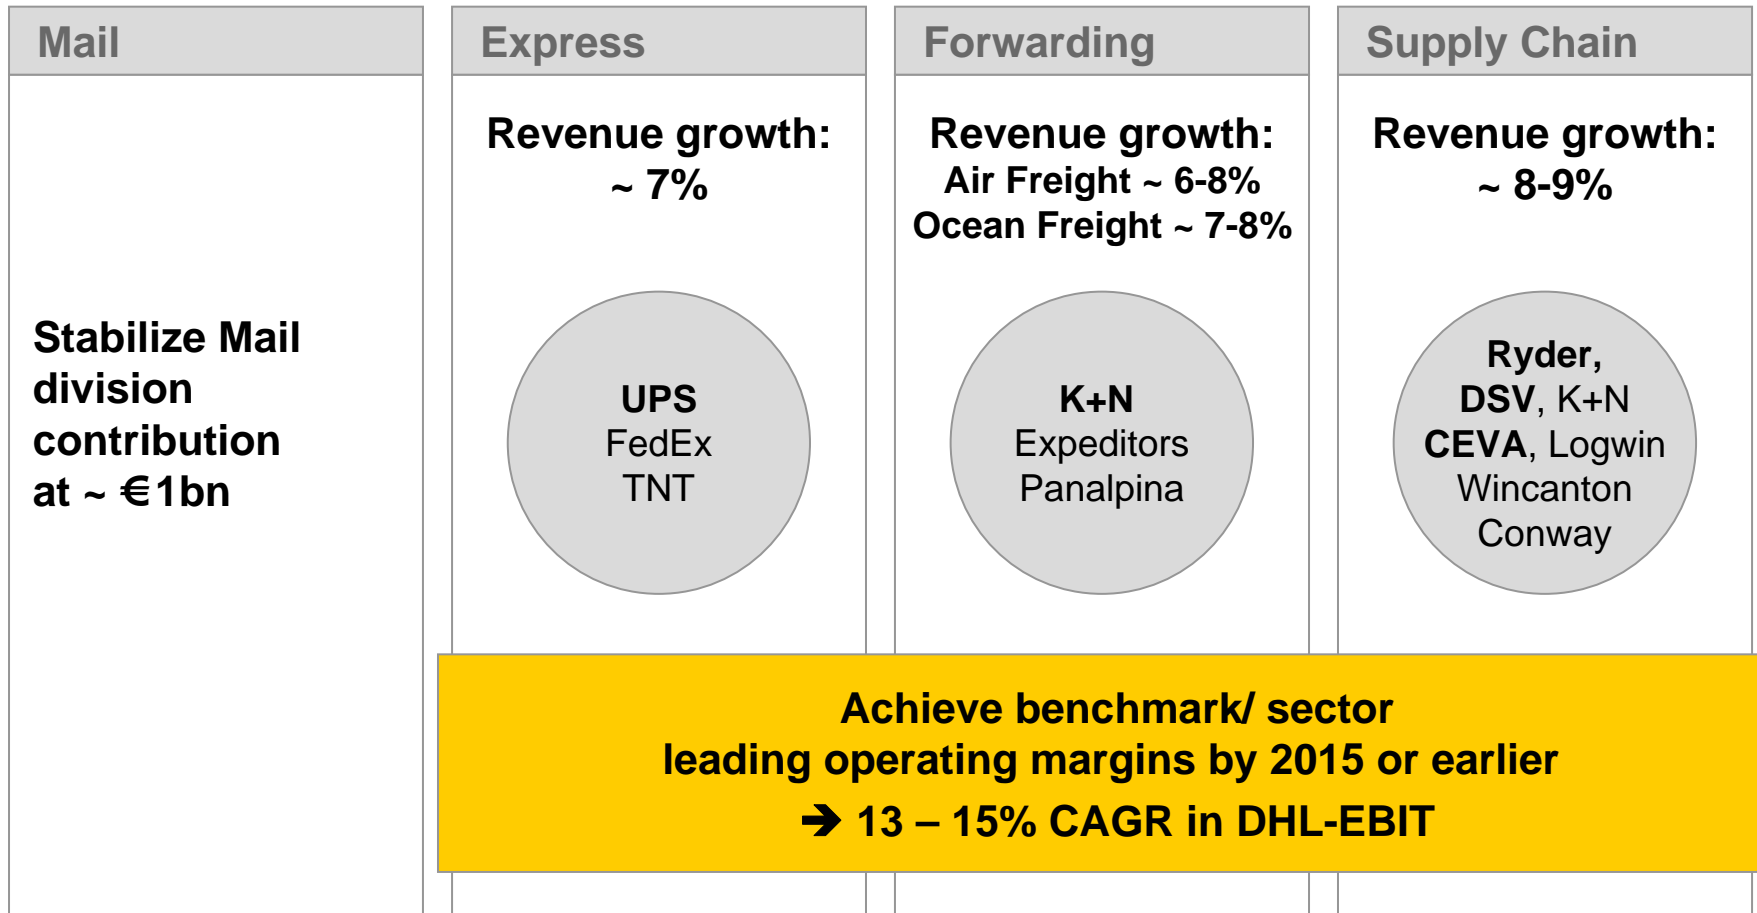 Mail
Stabilize Mail
division
contribution
at ~ €1bn
Express
Revenue growth:
~ 7%
UPS
FedEx
TNT
Forwarding
Revenue growth:
Air Freight ~ 6-8%
Ocean Freight ~ 7-8%
K+N
Expeditors
Panalpina
Supply Chain
Revenue growth:
~ 8-9%
Ryder,
DSV, K+N
CEVA, Logwin
Wincanton
Conway
Achieve benchmark/ sector
leading operating margins by 2015 or earlier
➔ 13 – 15% CAGR in DHL-EBIT